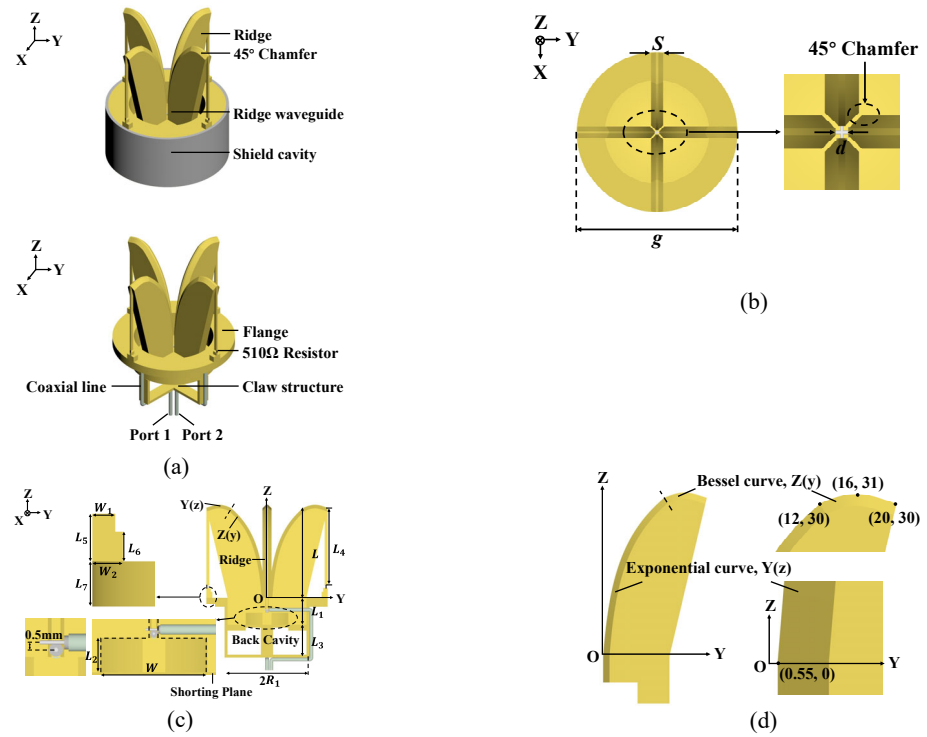 Z
Y
X
Ridge
45° Chamfer
Ridge waveguide
Shield cavity
Z
Y
X
Flange
510Ω Resistor
Coaxial line
Claw structure
Port 1 Port 2
(a)
Z
Y
X
S
45° Chamfer
d
g
(b)
Z
X Y
W₁
L₅
L₆
W₂
L₇
0.5mm
L₂
W
Shorting Plane
Z
Y(z)
Z(y)
Ridge
L
L₄
O
Y
L₁
Back Cavity
L₃
2R₁
(c)
Z
Bessel curve, Z(y)
(16, 31)
(12, 30)
(20, 30)
Exponential curve, Y(z)
Z
O
Y
O
Y
(0.55, 0)
(d)